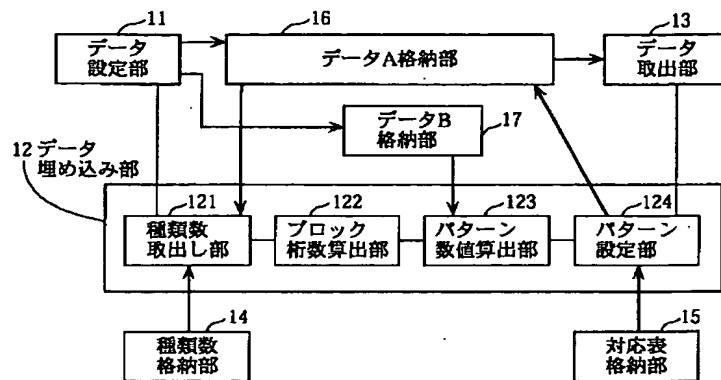 11
16
13
データ
設定部
データA格納部
データ
取出部
データB
格納部
17
12 データ
埋め込み部
121
122
123
124
種類数
取出し部
ブロック
桁数算出部
パターン
数値算出部
パターン
設定部
14
15
種類数
格納部
対応表
格納部